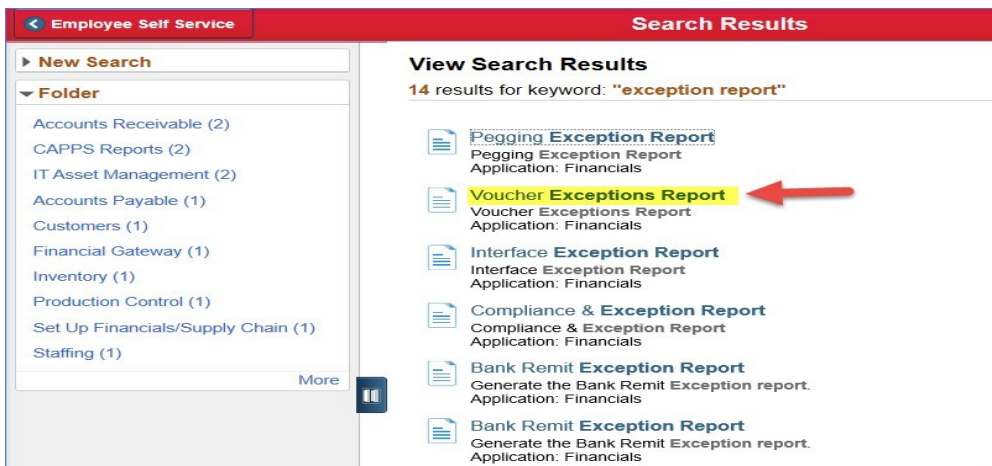 Employee Self Service
Search Results
New Search
Folder
Accounts Receivable (2)
CAPPS Reports (2)
IT Asset Management (2)
Accounts Payable (1)
Customers (1)
Financial Gateway (1)
Inventory (1)
Production Control (1)
Set Up Financials/Supply Chain (1)
Staffing (1)
More
View Search Results
14 results for keyword: "exception report"
Pegging Exception Report
Pegging Exception Report
Application: Financials
Voucher Exceptions Report
Voucher Exceptions Report
Application: Financials
Interface Exception Report
Interface Exception Report
Application: Financials
Compliance & Exception Report
Compliance & Exception Report
Application: Financials
Bank Remit Exception Report
Generate the Bank Remit Exception report.
Application: Financials
Bank Remit Exception Report
Generate the Bank Remit Exception report.
Application: Financials